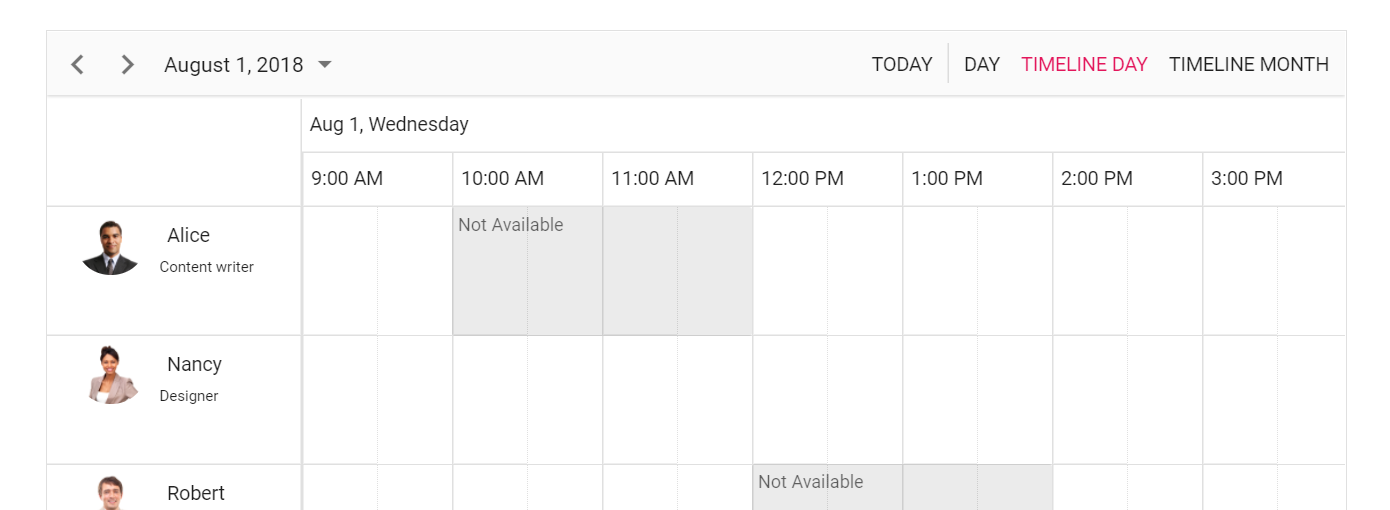 August 1, 2018 TODAY DAY TIMELINE DAY TIMELINE MONTH
Aug 1, Wednesday
9:00 AM 10:00 AM 11:00 AM 12:00 PM 1:00 PM 2:00 PM 3:00 PM
Alice
Not Available
Content writer
Nancy
Designer
Robert
Not Available